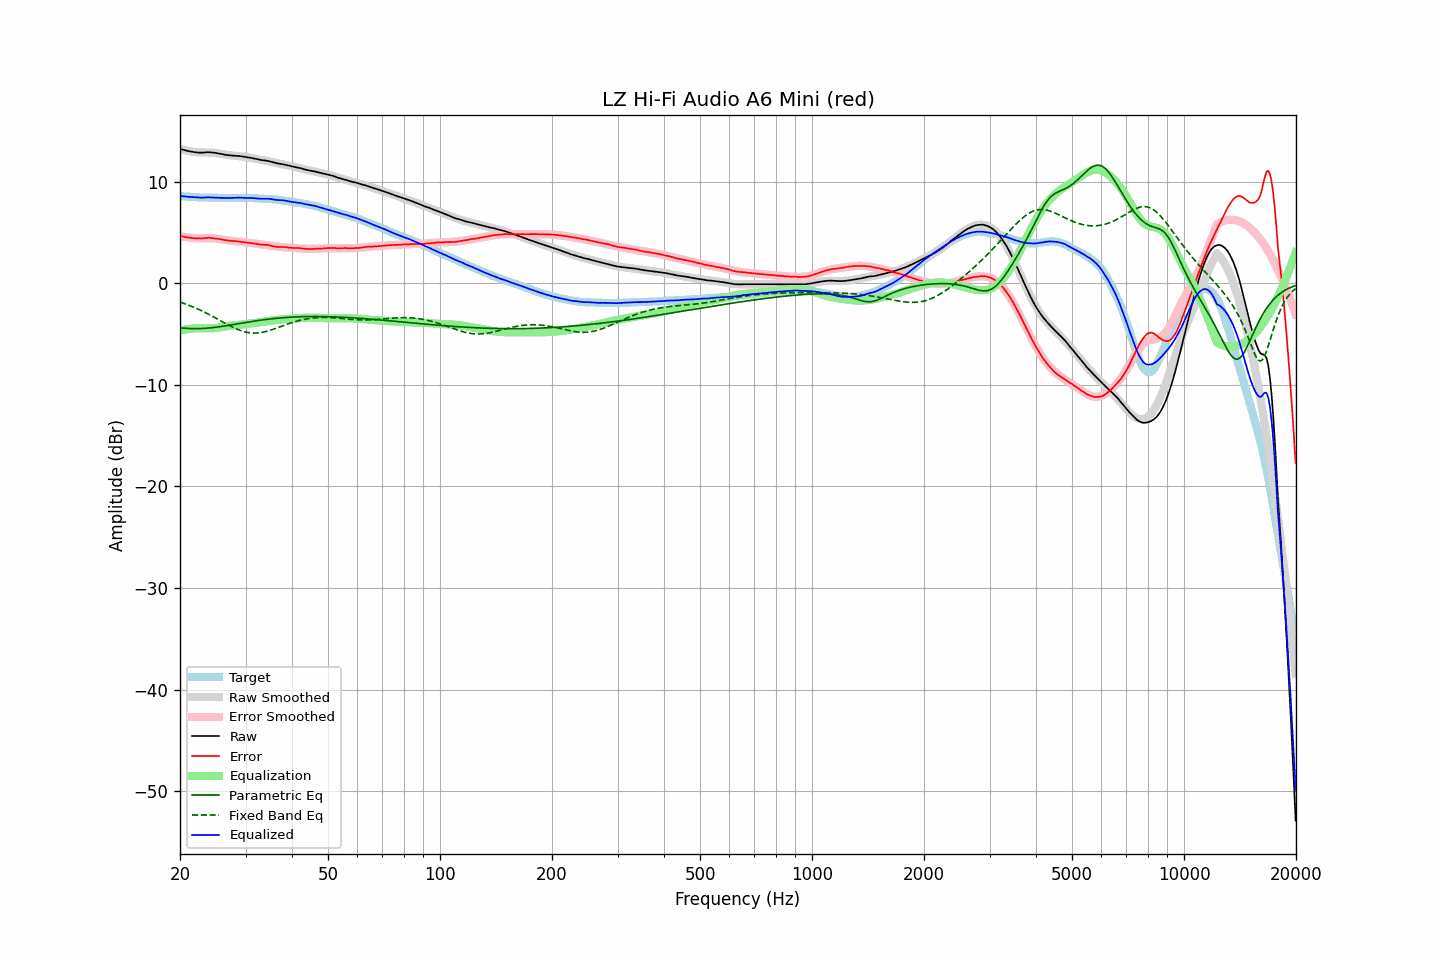 LZ Hi-Fi Audio A6 Mini (red)
10
0
−10
−20
−30
−40
−50
Amplitude (dBr)
Target
Raw Smoothed
Error Smoothed
Raw
Error
Equalization
Parametric Eq
Fixed Band Eq
Equalized
20 50 100 200 500 1000 2000 5000 10000 20000
Frequency (Hz)